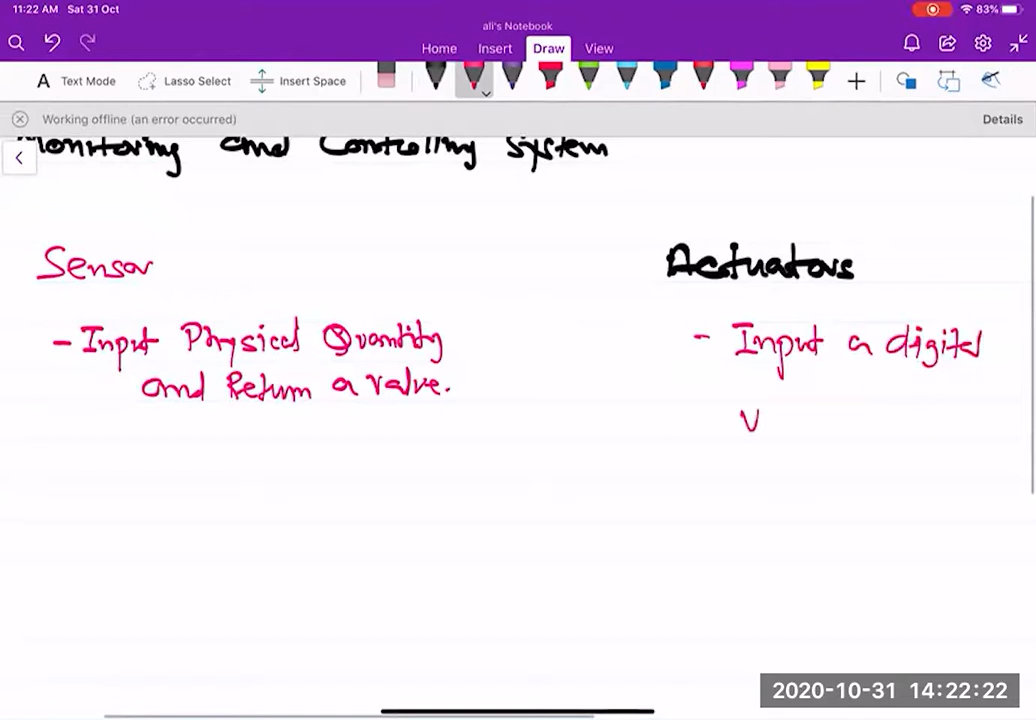 11:22 AM Sat 31 Oct
83%
ali's Notebook
Home Insert Draw View
A Text Mode Lasso Select Insert Space
Working offline (an error occurred) Details
Monitoring and Controlling System
Sensor
Actuators
- Input Physical Quantity
and Return a value.
- Input a digital
V
2020-10-31 14:22:22